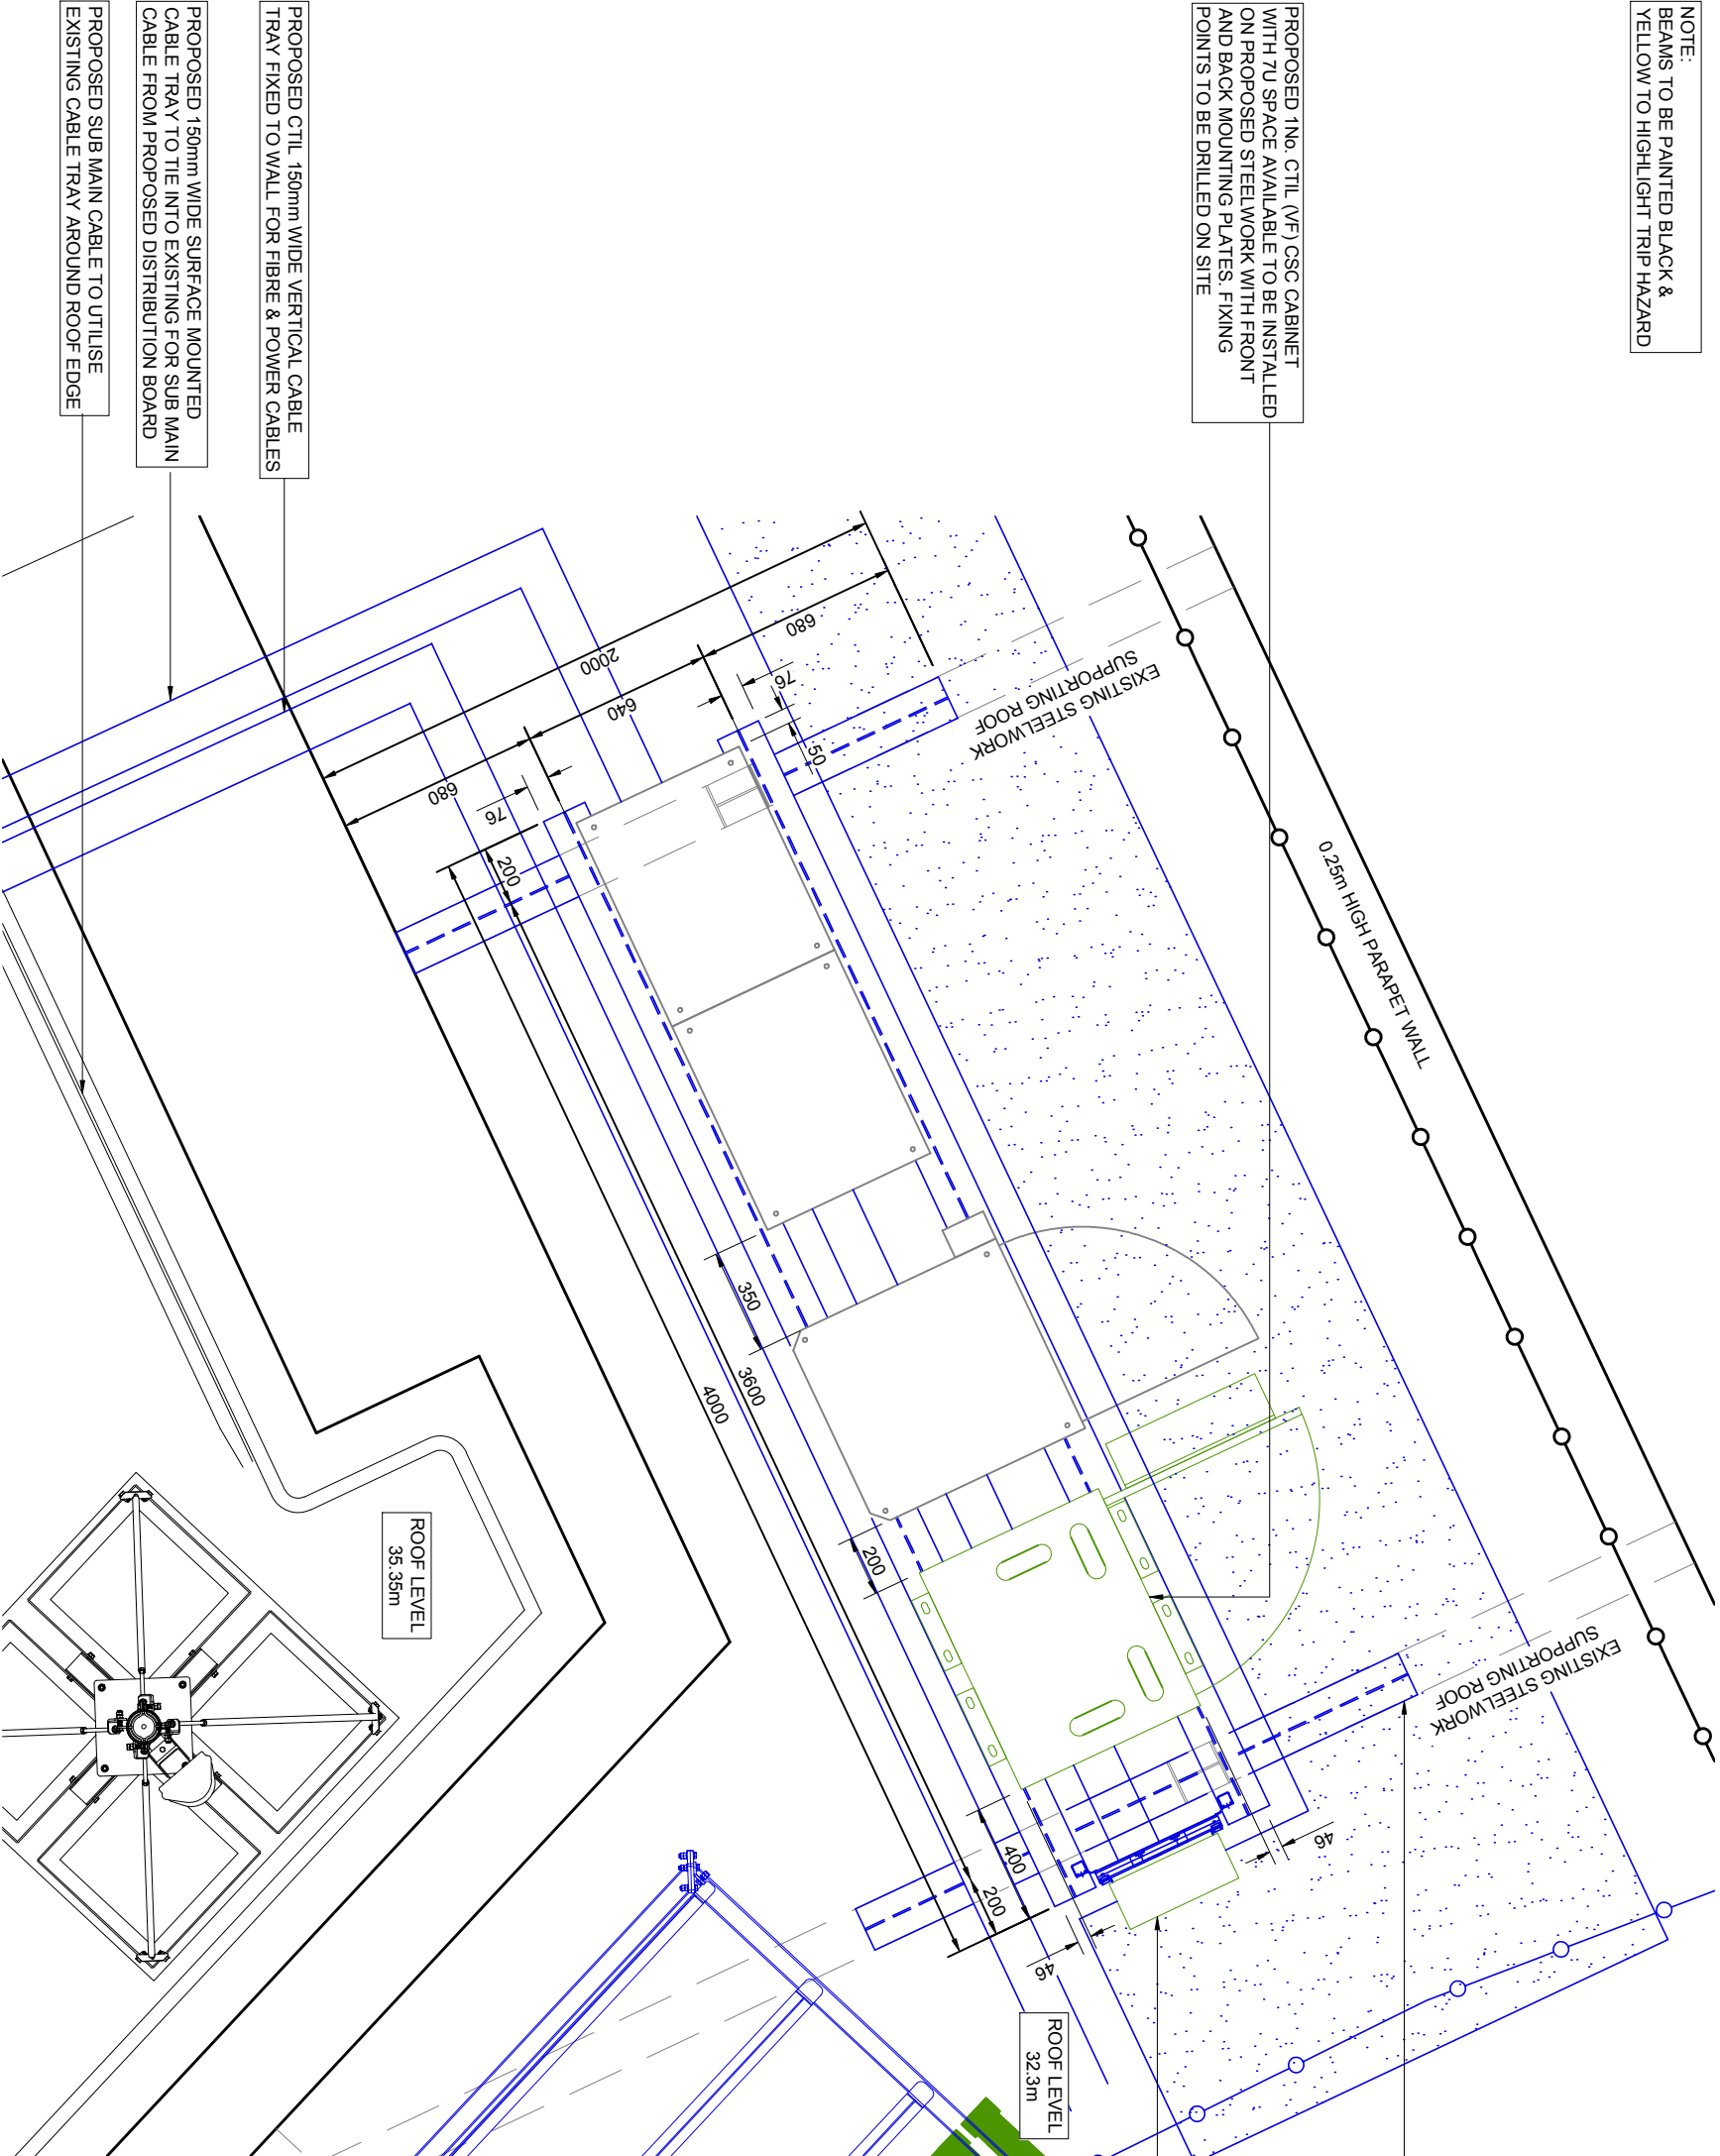 NOTE:
BEAMS TO BE PAINTED BLACK &
YELLOW TO HIGHLIGHT TRIP HAZARD
PROPOSED 1No. CTIL (VF) CSC CABINET
WITH 7U SPACE AVAILABLE TO BE INSTALLED
ON PROPOSED STEELWORK WITH FRONT
AND BACK MOUNTING PLATES. FIXING
POINTS TO BE DRILLED ON SITE
PROPOSED CTIL 150mm WIDE VERTICAL CABLE
TRAY FIXED TO WALL FOR FIBRE & POWER CABLES
PROPOSED 150mm WIDE SURFACE MOUNTED
CABLE TRAY TO TIE INTO EXISTING FOR SUB MAIN
CABLE FROM PROPOSED DISTRIBUTION BOARD
PROPOSED SUB MAIN CABLE TO UTILISE
EXISTING CABLE TRAY AROUND ROOF EDGE
EXISTING STEELWORK
SUPPORTING ROOF
0.25m HIGH PARAPET WALL
EXISTING STEELWORK
SUPPORTING ROOF
680
2000
640
76
50
680
76
200
350
3600
4000
200
400
200
46
46
ROOF LEVEL
35.35m
ROOF LEVEL
32.3m